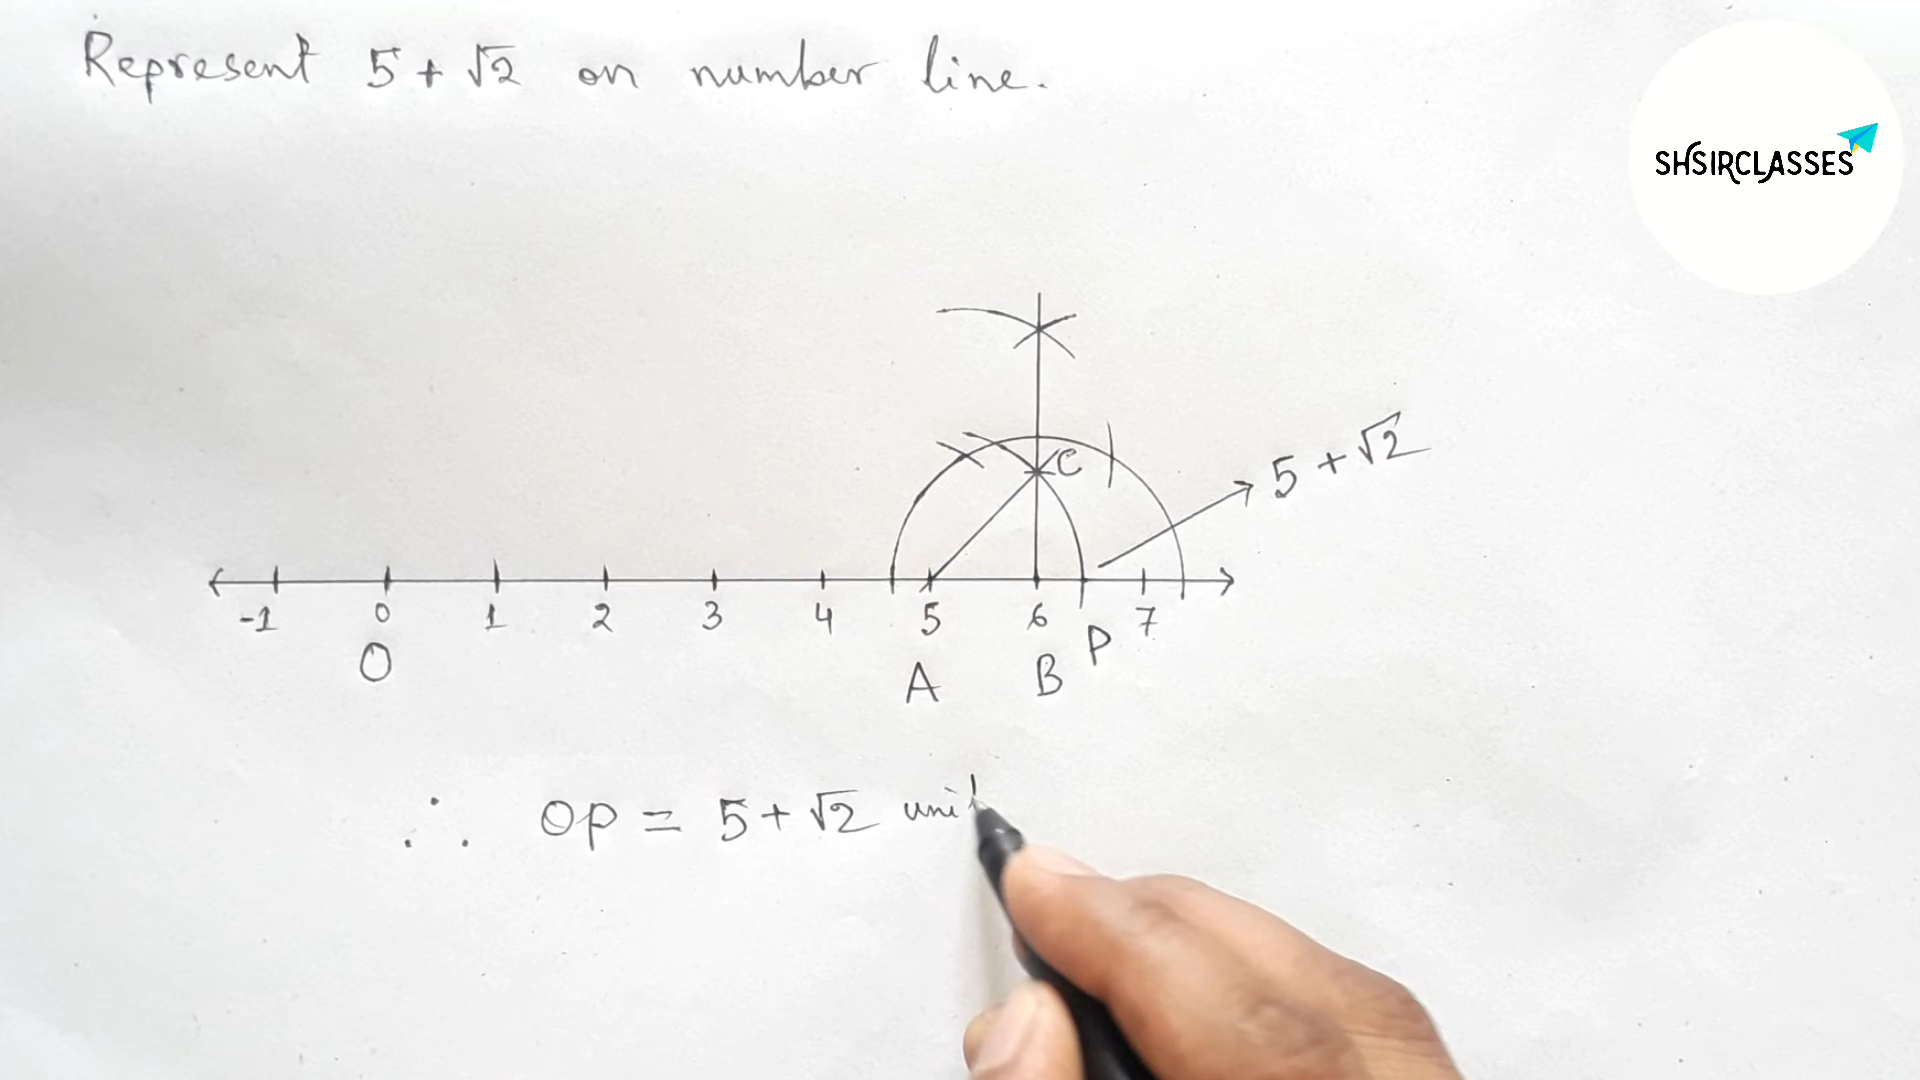 Represent 5 + √2 on number line.
SHSIRCLASSES
C
5 + √2
-1 0 1 2 3 4 5 6 7
O A B P
∴ OP = 5 + √2 unit